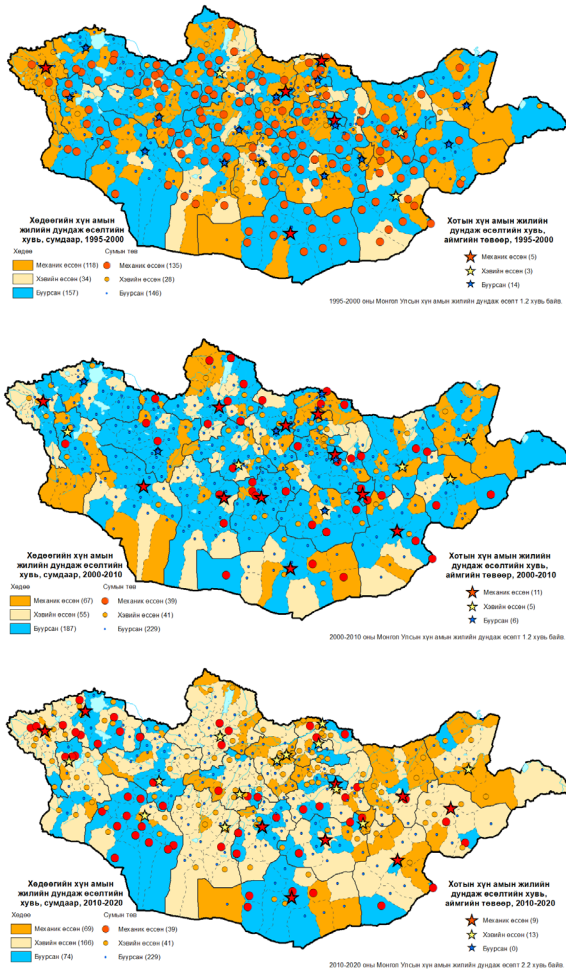 Хөдөөгийн хүн амын
жилийн дундаж өсөлтийн
хувь, сумдаар, 1995-2000
Хөдөө
Сумын төв
Механик өссөн (118)
Механик өссөн (135)
Хэвийн өссөн (34)
Хэвийн өссөн (28)
Буурсан (157)
Буурсан (146)
Хотын хүн амын жилийн
дундаж өсөлтийн хувь,
аймгийн төвөөр, 1995-2000
Механик өссөн (5)
Хэвийн өссөн (3)
Буурсан (14)
1995-2000 оны Монгол Улсын хүн амын жилийн дундаж өсөлт 1.2 хувь байв.
Хөдөөгийн хүн амын
жилийн дундаж өсөлтийн
хувь, сумдаар, 2000-2010
Хөдөө
Сумын төв
Механик өссөн (67)
Механик өссөн (39)
Хэвийн өссөн (55)
Хэвийн өссөн (41)
Буурсан (187)
Буурсан (229)
Хотын хүн амын жилийн
дундаж өсөлтийн хувь,
аймгийн төвөөр, 2000-2010
Механик өссөн (11)
Хэвийн өссөн (5)
Буурсан (6)
2000-2010 оны Монгол Улсын хүн амын жилийн дундаж өсөлт 1.2 хувь байв.
Хөдөөгийн хүн амын
жилийн дундаж өсөлтийн
хувь, сумдаар, 2010-2020
Хөдөө
Сумын төв
Механик өссөн (69)
Механик өссөн (39)
Хэвийн өссөн (166)
Хэвийн өссөн (41)
Буурсан (74)
Буурсан (229)
Хотын хүн амын жилийн
дундаж өсөлтийн хувь,
аймгийн төвөөр, 2010-2020
Механик өссөн (9)
Хэвийн өссөн (13)
Буурсан (0)
2010-2020 оны Монгол Улсын хүн амын жилийн дундаж өсөлт 2.2 хувь байв.